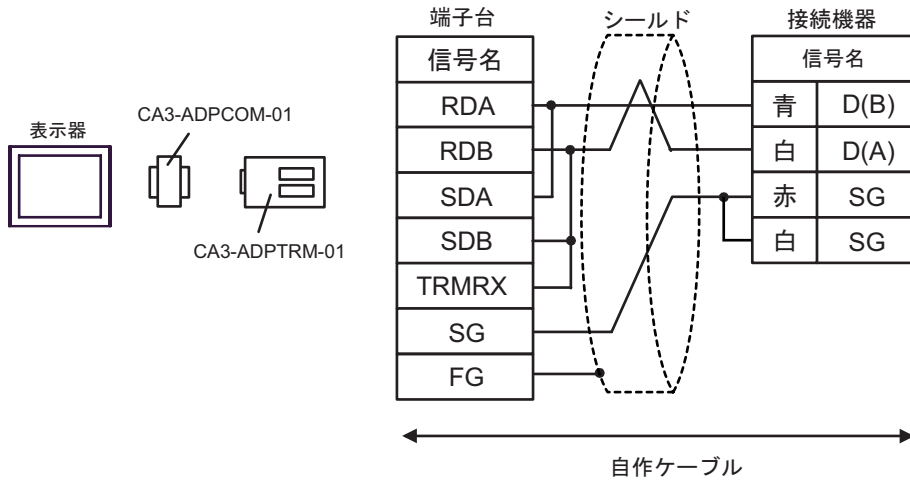 表示器
CA3-ADPCOM-01
CA3-ADPTRM-01
端子台
信号名
RDA
RDB
SDA
SDB
TRMRX
SG
FG
シールド
接続機器
信号名
青 D(B)
白 D(A)
赤 SG
白 SG
自作ケーブル